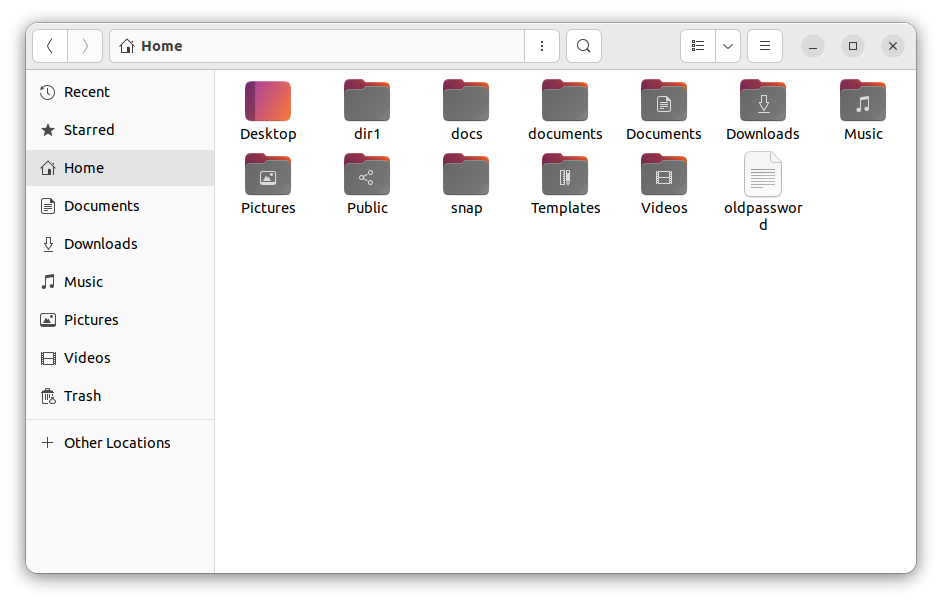 Home
Recent
Starred
Home
Documents
Downloads
Music
Pictures
Videos
Trash
Other Locations
Desktop
dir1
docs
documents
Documents
Downloads
Music
Pictures
Public
snap
Templates
Videos
oldpasswor
d